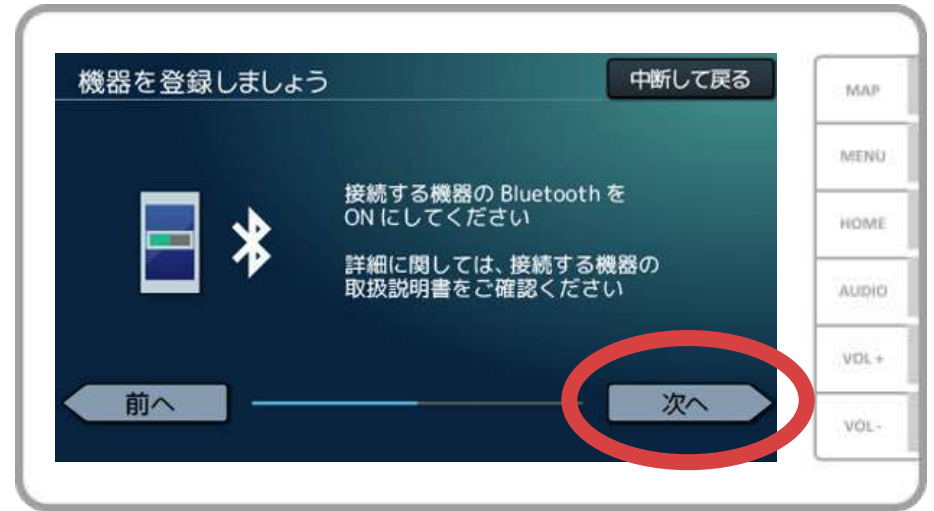 機器を登録しましょう
中断して戻る
接続する機器の Bluetooth を
ON にしてください
詳細に関しては、接続する機器の
取扱説明書をご確認ください
前へ
次へ
MAP
MENU
HOME
AUDIO
VOL +
VOL -